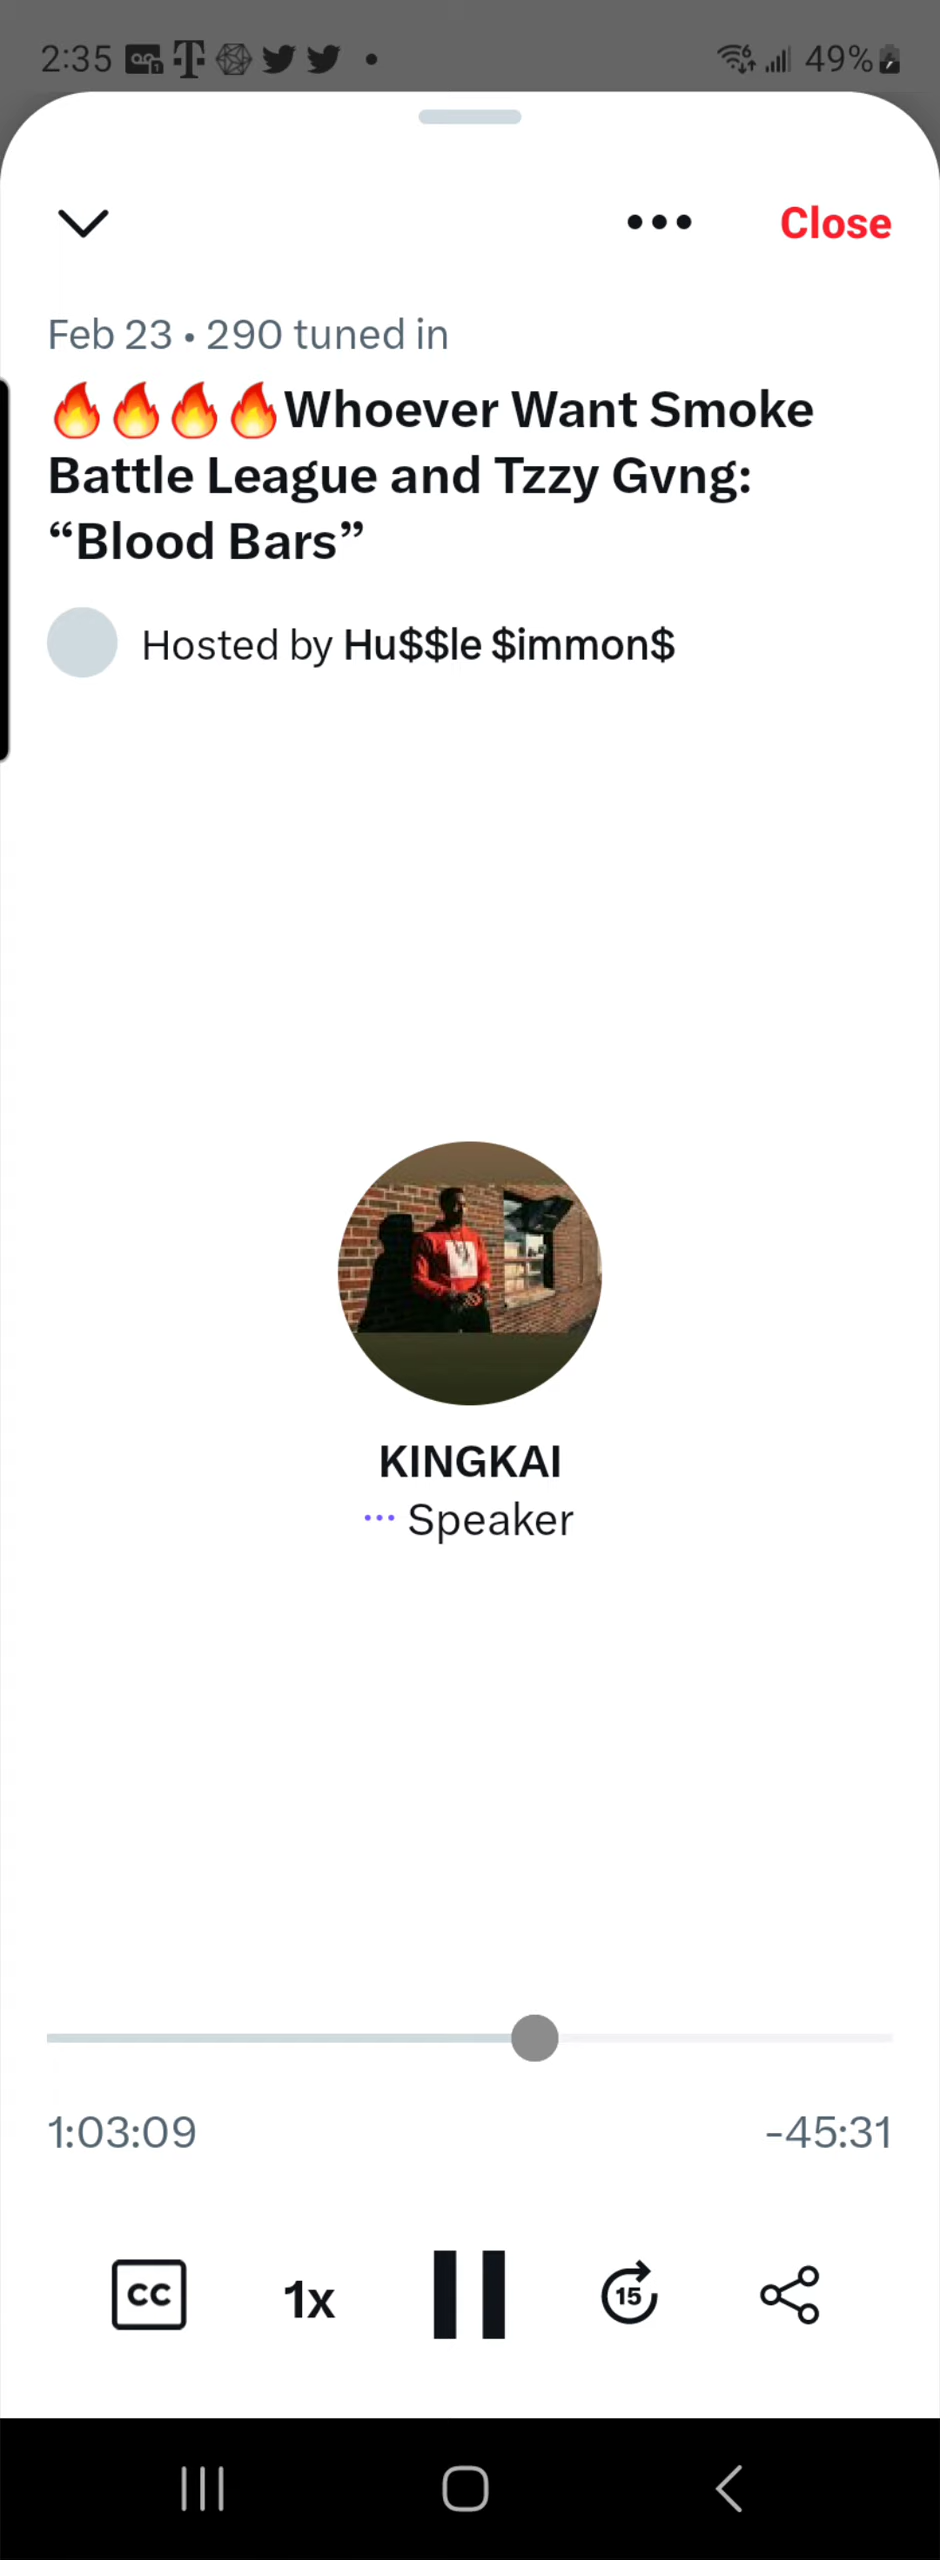 2:35 49%
Close
Feb 23 • 290 tuned in
🔥🔥🔥🔥Whoever Want Smoke
Battle League and Tzzy Gvng:
“Blood Bars”
Hosted by Hu$$le $immon$
KINGKAI
Speaker
1:03:09 -45:31
CC 1x 15